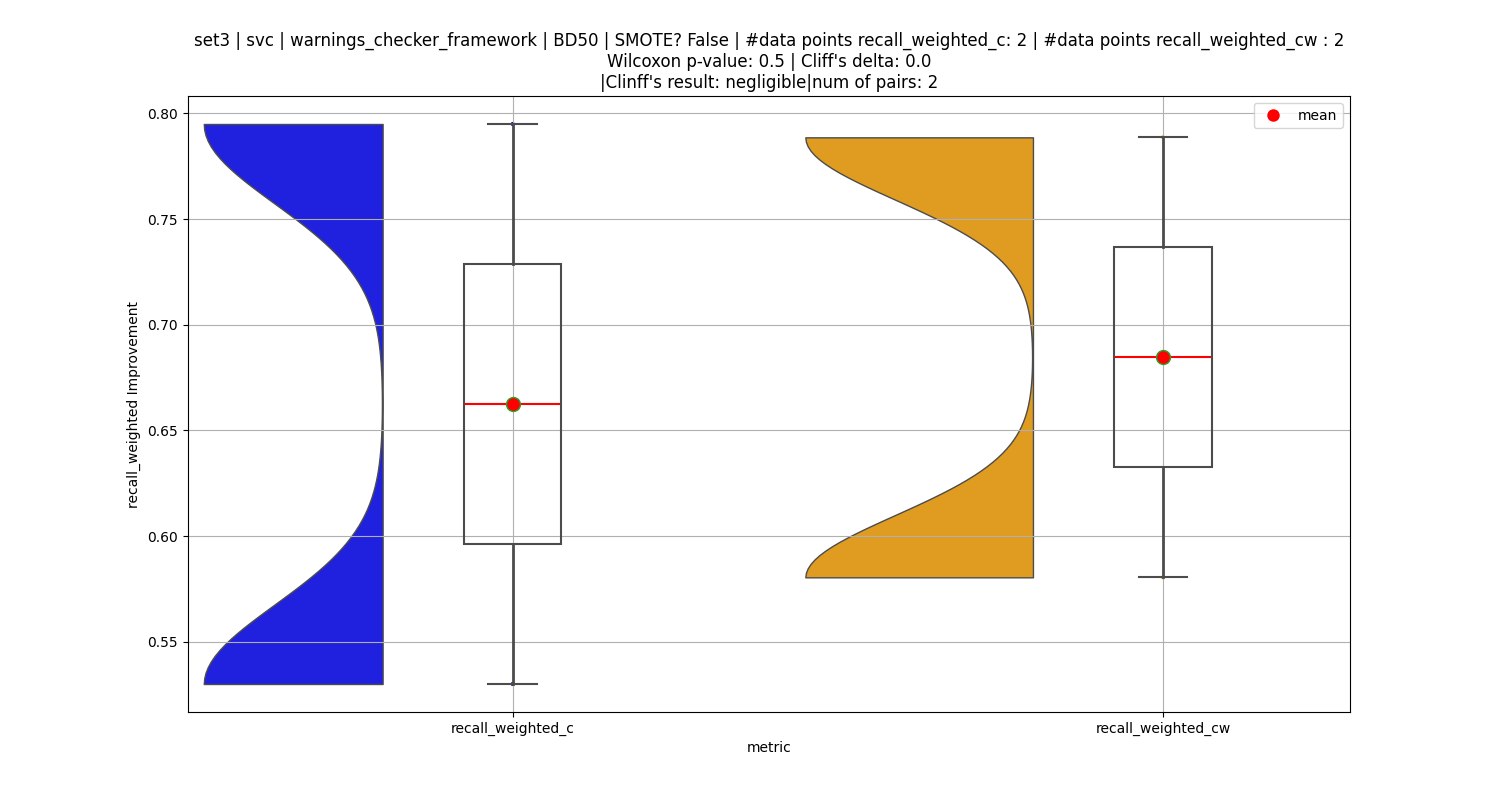 set3 | svc | warnings_checker_framework | BD50 | SMOTE? False | #data points recall_weighted_c: 2 | #data points recall_weighted_cw : 2
Wilcoxon p-value: 0.5 | Cliff's delta: 0.0
|Clinff's result: negligible|num of pairs: 2
mean
0.80
0.75
0.70
0.65
0.60
0.55
recall_weighted Improvement
recall_weighted_c
recall_weighted_cw
metric